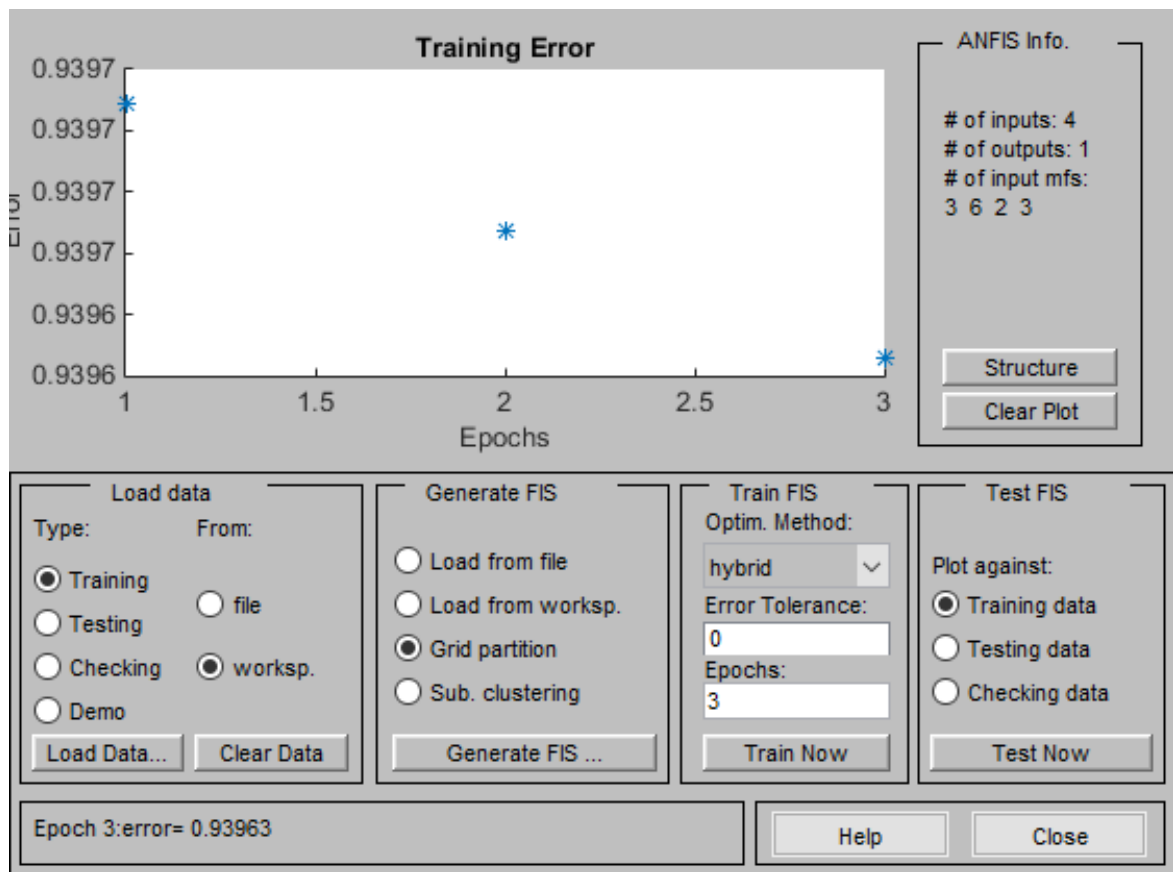 Training Error
0.9397
0.9397
0.9397
0.9397
0.9396
0.9396
Error
1
1.5
2
2.5
3
Epochs
ANFIS Info.
# of inputs: 4
# of outputs: 1
# of input mfs:
3 6 2 3
Structure
Clear Plot
Load data
Type:
From:
Training
Testing
Checking
Demo
file
worksp.
Load Data...
Clear Data
Generate FIS
Load from file
Load from worksp.
Grid partition
Sub. clustering
Generate FIS ...
Train FIS
Optim. Method:
hybrid
Error Tolerance:
0
Epochs:
3
Train Now
Test FIS
Plot against:
Training data
Testing data
Checking data
Test Now
Epoch 3:error= 0.93963
Help
Close